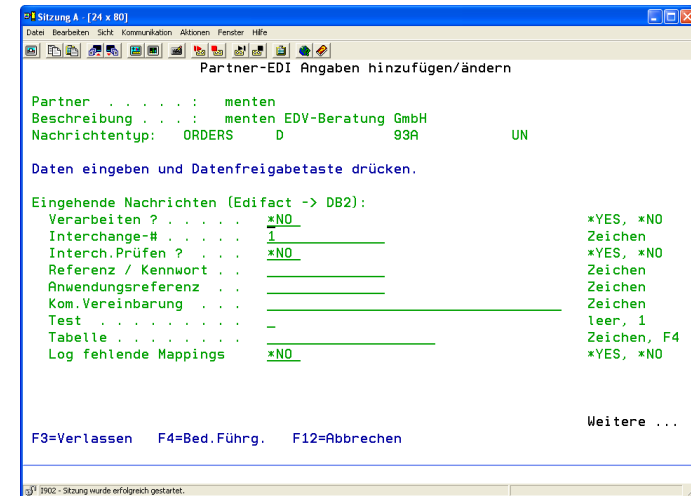 Sitzung A - [24 x 80]
Datei Bearbeiten Sicht Kommunikation Aktionen Fenster Hilfe
Partner-EDI Angaben hinzufügen/ändern
Partner . . . . . : menten
Beschreibung . . . : menten EDV-Beratung GmbH
Nachrichtentyp: ORDERS D 93A UN
Daten eingeben und Datenfreigabetaste drücken.
Eingehende Nachrichten (Edifact -> DB2):
Verarbeiten ? . . . . . *NO *YES, *NO
Interchange-# . . . . . 1 Zeichen
Interch.Prüfen ? . . . *NO *YES, *NO
Referenz / Kennwort . . Zeichen
Anwendungsreferenz . . Zeichen
Kom.Vereinbarung . . . Zeichen
Test . . . . . . . . . leer, 1
Tabelle . . . . . . . . Zeichen, F4
Log fehlende Mappings *NO *YES, *NO
Weitere ...
F3=Verlassen F4=Bed.Führg. F12=Abbrechen
I902 - Sitzung wurde erfolgreich gestartet.